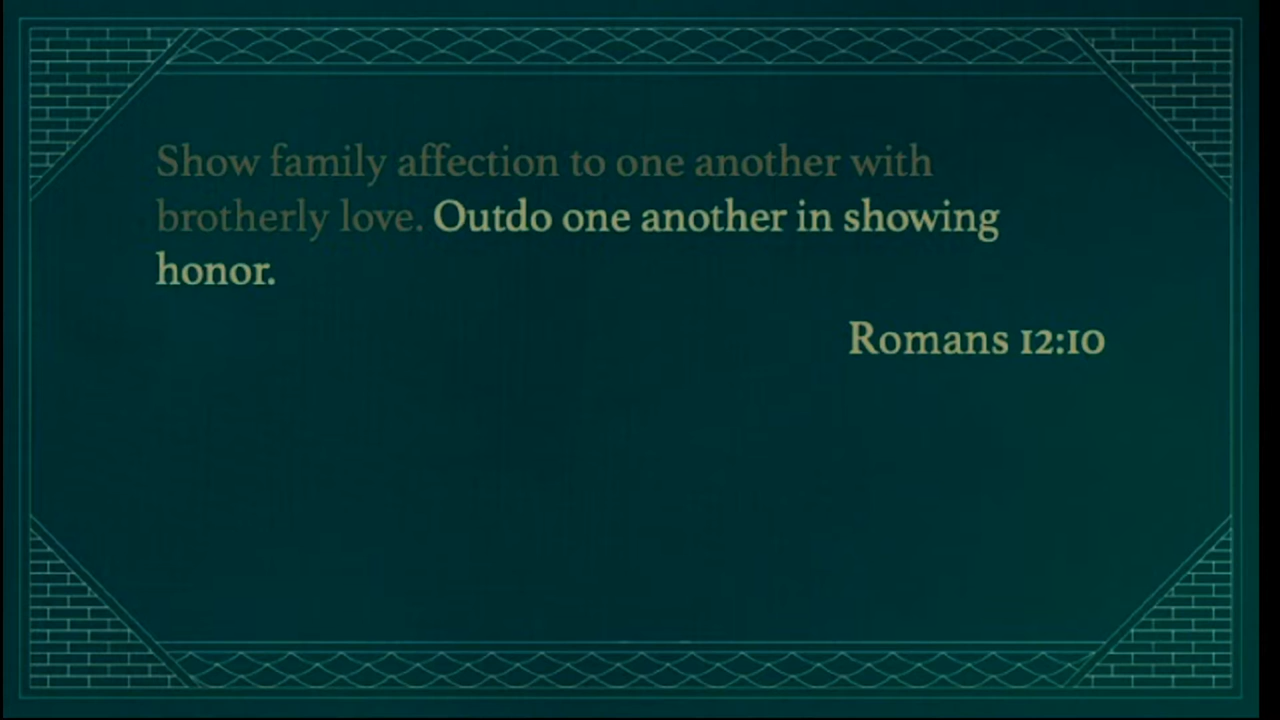 Show family affection to one another with
brotherly love. Outdo one another in showing
honor.
Romans 12:10